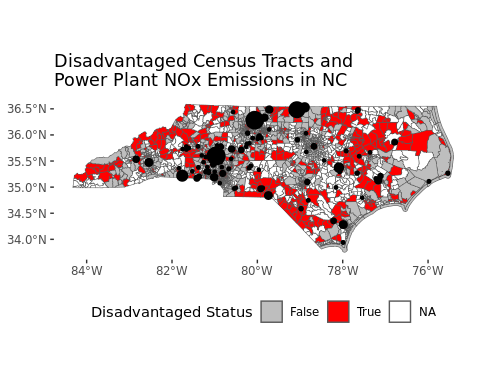 Disadvantaged Census Tracts and
Power Plant NOx Emissions in NC
36.5°N
36.0°N
35.5°N
35.0°N
34.5°N
34.0°N
84°W 82°W 80°W 78°W 76°W
Disadvantaged Status False True NA